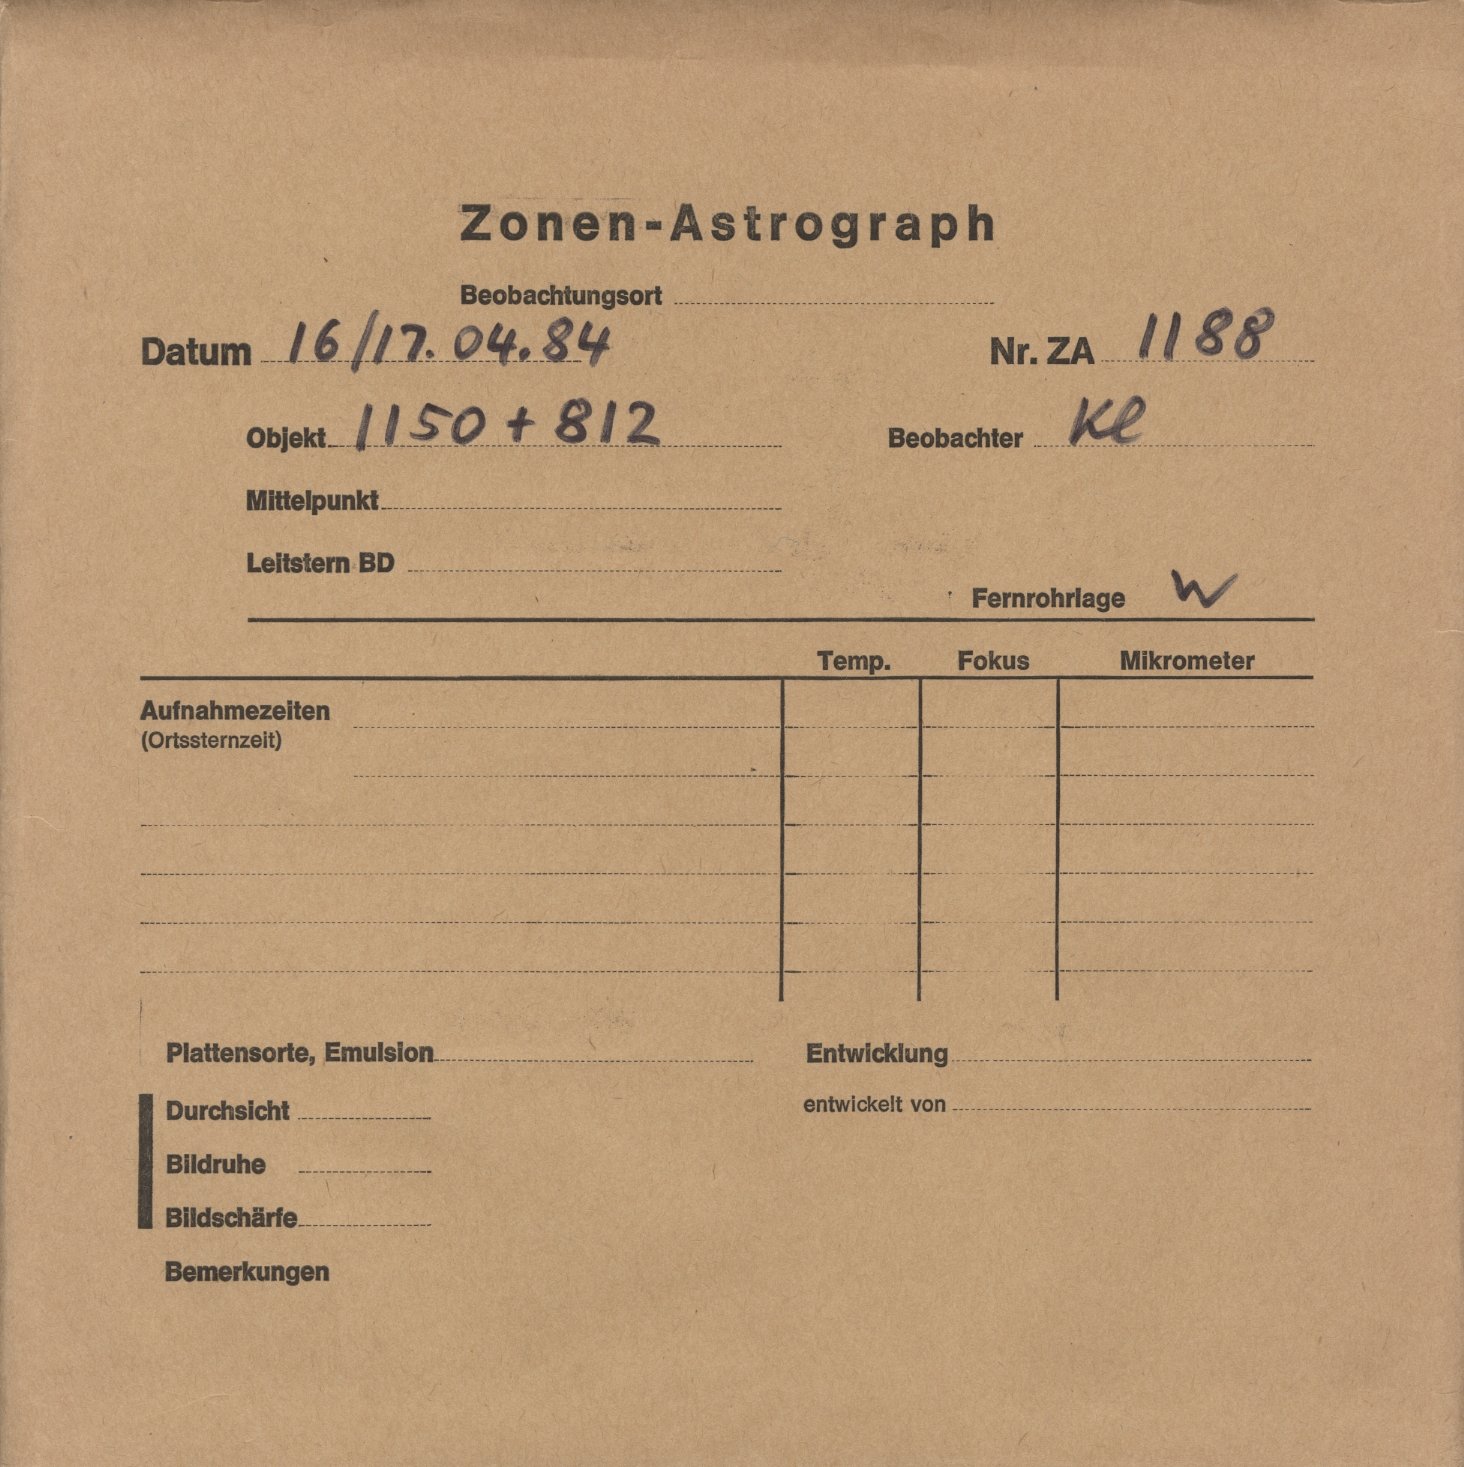 Zonen-Astrograph
Beobachtungsort
Datum 16/17.04.84 Nr. ZA 1188
Objekt 1150 + 812 Beobachter Kl
Mittelpunkt
Leitstern BD
Fernrohrlage W
Temp. Fokus Mikrometer
Aufnahmezeiten
(Ortssternzeit)
Plattensorte, Emulsion Entwicklung
Durchsicht entwickelt von
Bildruhe
Bildschärfe
Bemerkungen